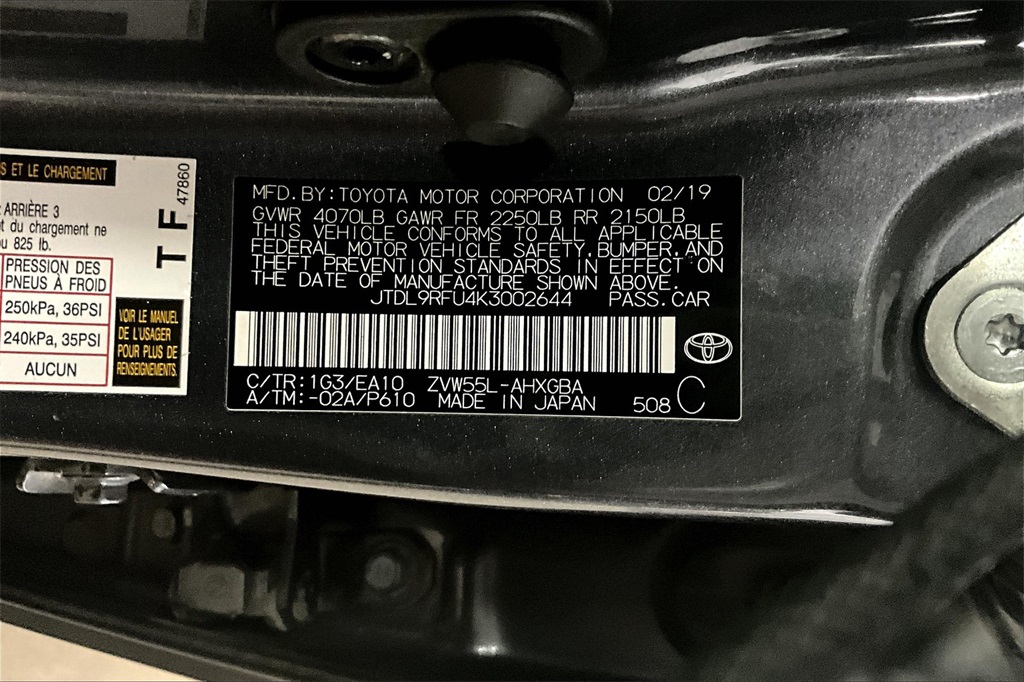 S ET LE CHARGEMENT
47860
TF
ARRIÈRE 3
t du chargement ne
ou 825 lb.
PRESSION DES
PNEUS À FROID
250kPa, 36PSI
240kPa, 35PSI
AUCUN
VOIR LE MANUEL
DE L'USAGER
POUR PLUS DE
RENSEIGNEMENTS.
MFD. BY:TOYOTA MOTOR CORPORATION 02/19
GVWR 4070LB GAWR FR 2250LB RR 2150LB
THIS VEHICLE CONFORMS TO ALL APPLICABLE
FEDERAL MOTOR VEHICLE SAFETY,BUMPER,AND
THEFT PREVENTION STANDARDS IN EFFECT ON
THE DATE OF MANUFACTURE SHOWN ABOVE.
JTDL9RFU4K3002644 PASS.CAR
C/TR:1G3/EA10 ZVW55L-AHXGBA
A/TM:-02A/P610 MADE IN JAPAN 508 C